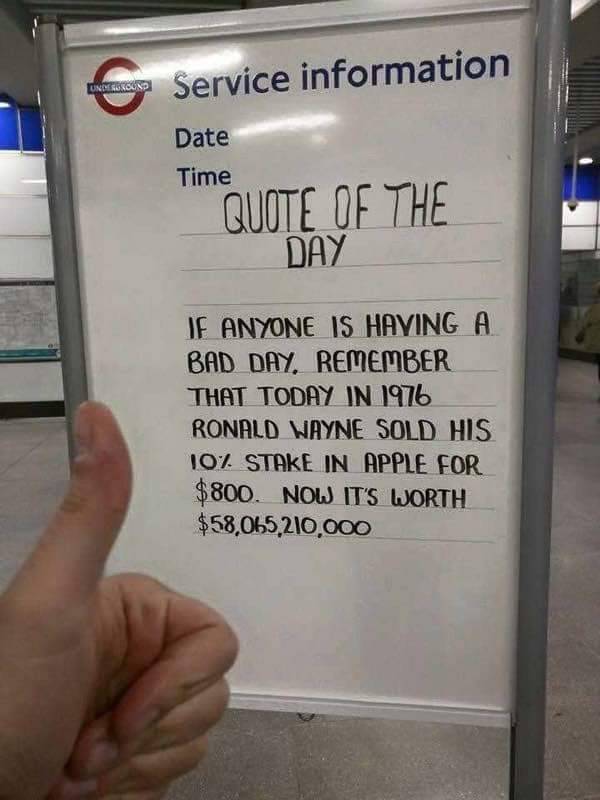 UNDERGROUND
Service information
Date
Time
QUOTE OF THE
DAY
IF ANYONE IS HAVING A
BAD DAY, REMEMBER
THAT TODAY IN 1976
RONALD WAYNE SOLD HIS
10% STAKE IN APPLE FOR
$800. NOW IT'S WORTH
$58,065,210,000